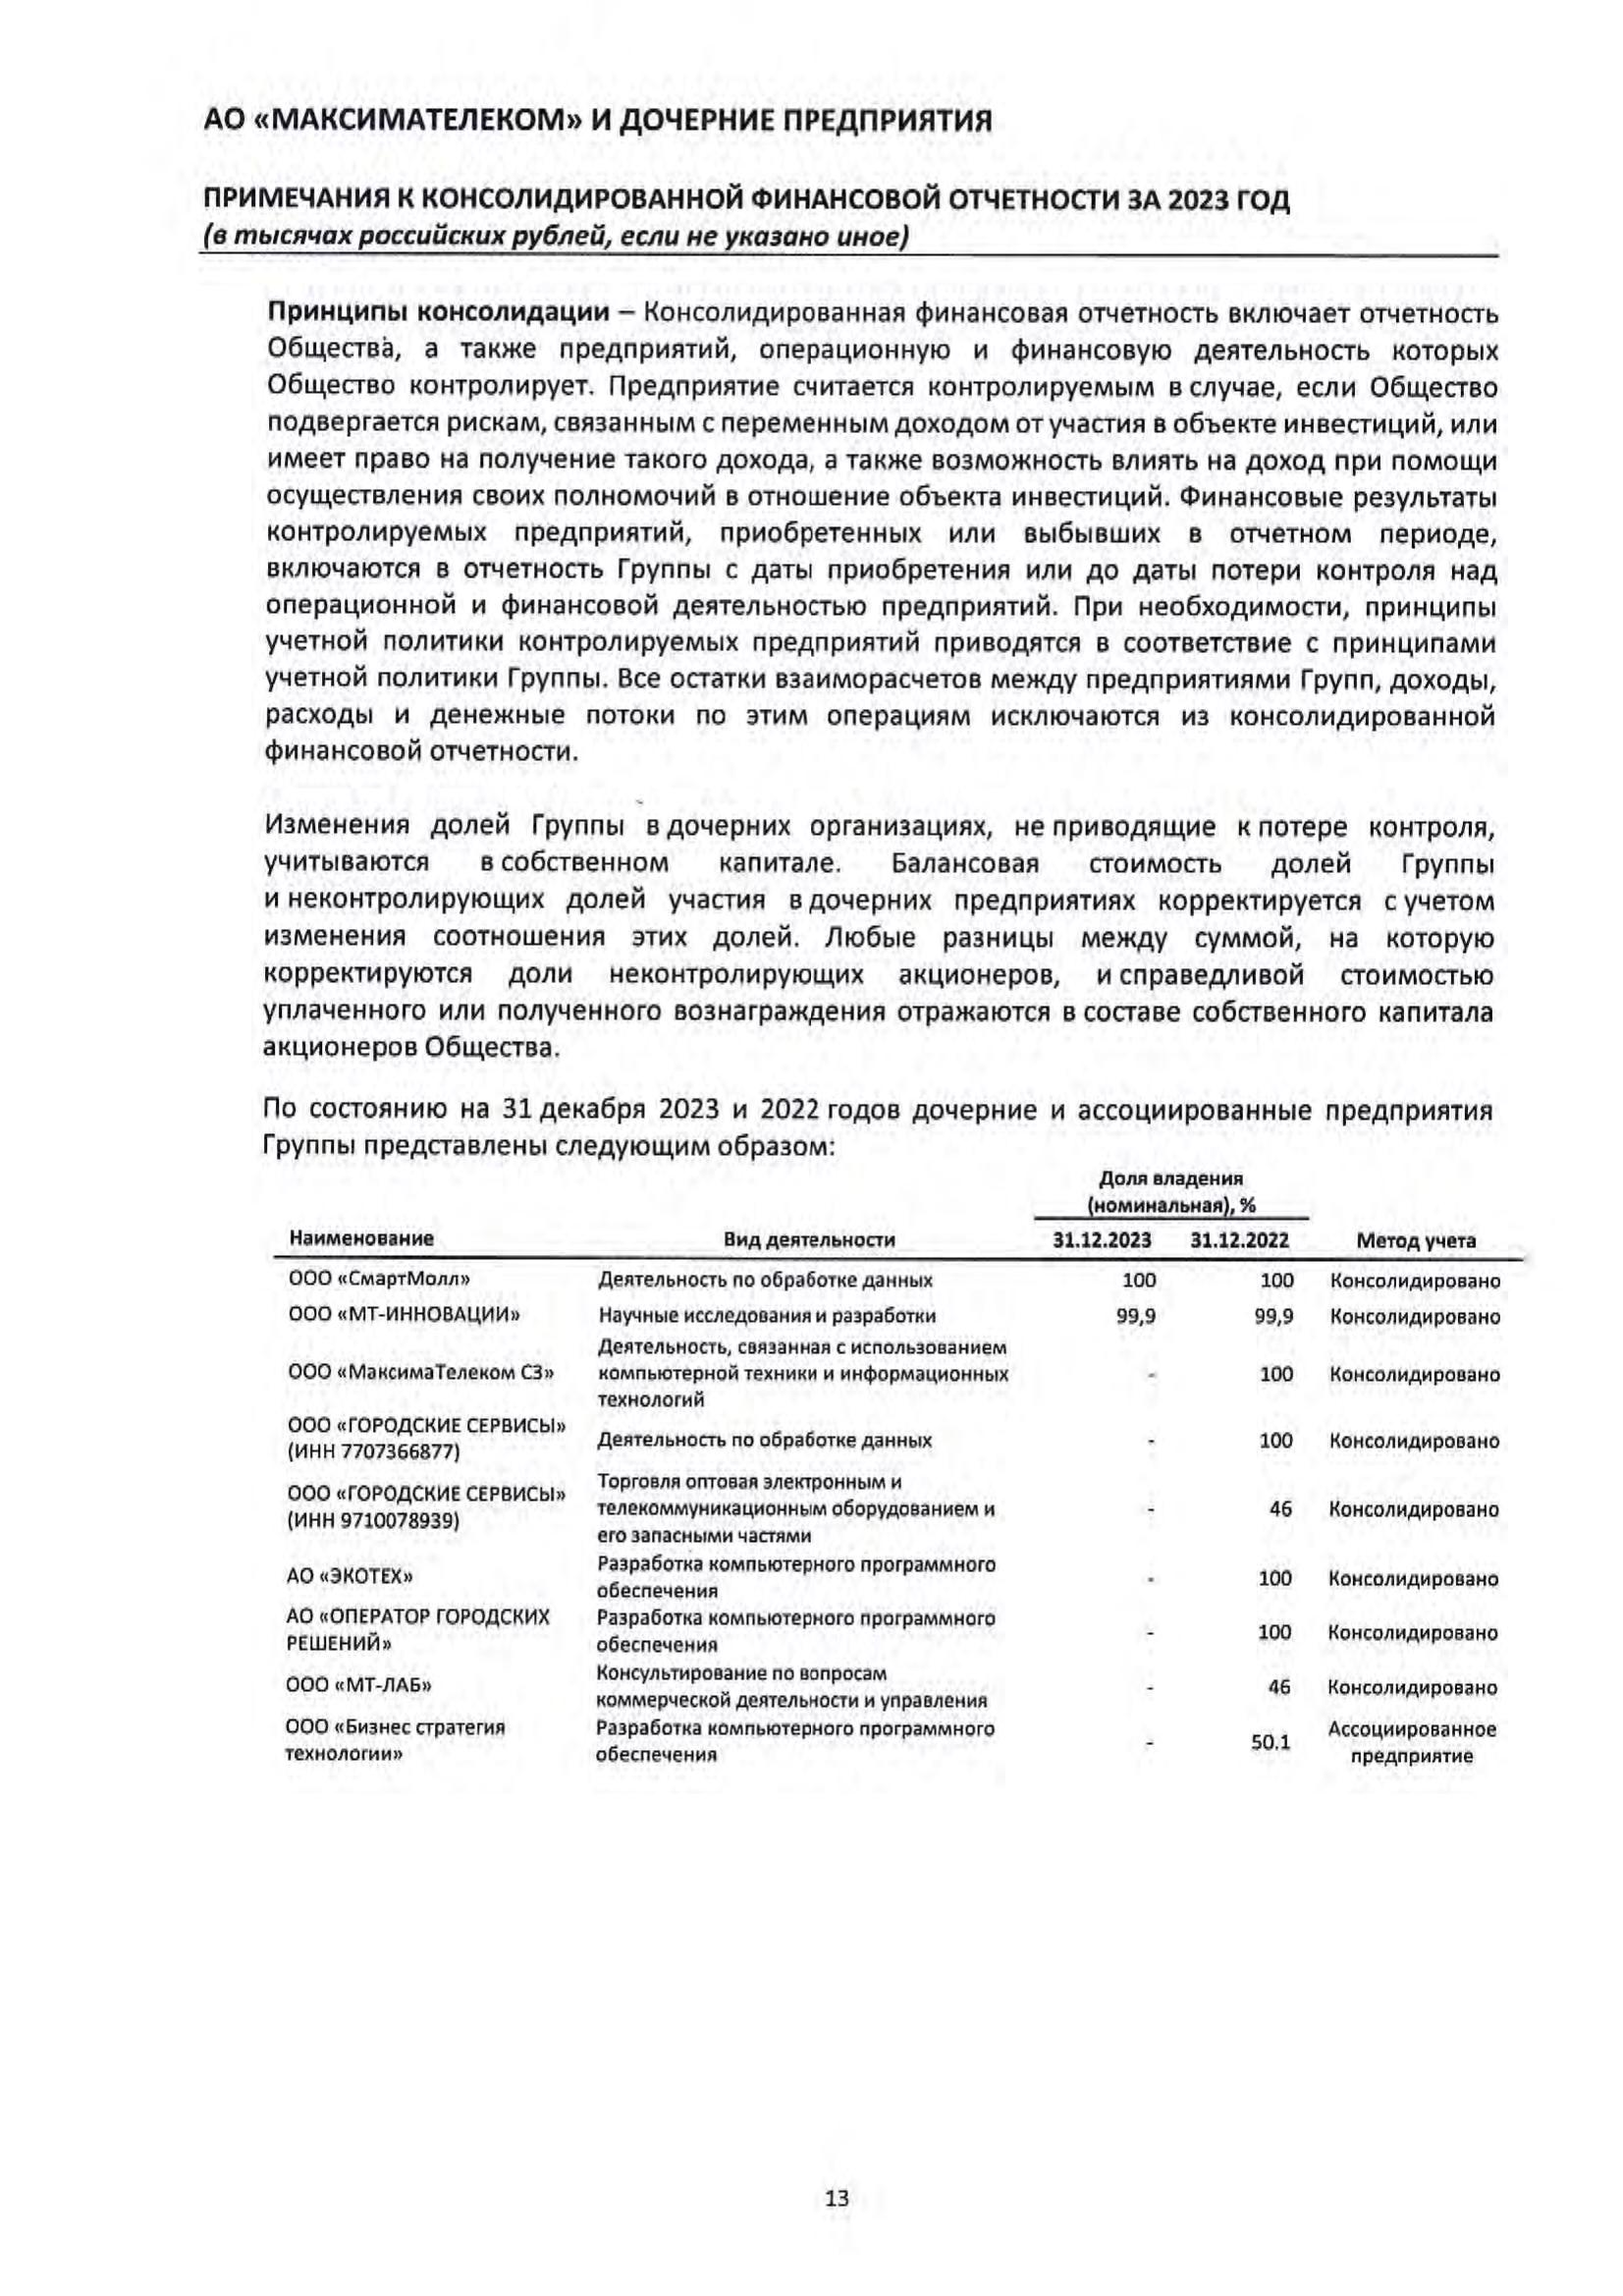 АО «МАКСИМАТЕЛЕКОМ» И ДОЧЕРНИЕ ПРЕДПРИЯТИЯ
ПРИМЕЧАНИЯ К КОНСОЛИДИРОВАННОЙ ФИНАНСОВОЙ ОТЧЕТНОСТИ ЗА 2023 ГОД
(в тысячах российских рублей, если не указано иное)
Принципы консолидации – Консолидированная финансовая отчетность включает отчетность
Общества, а также предприятий, операционную и финансовую деятельность которых
Общество контролирует. Предприятие считается контролируемым в случае, если Общество
подвергается рискам, связанным с переменным доходом от участия в объекте инвестиций, или
имеет право на получение такого дохода, а также возможность влиять на доход при помощи
осуществления своих полномочий в отношение объекта инвестиций. Финансовые результаты
контролируемых предприятий, приобретенных или выбывших в отчетном периоде,
включаются в отчетность Группы с даты приобретения или до даты потери контроля над
операционной и финансовой деятельностью предприятий. При необходимости, принципы
учетной политики контролируемых предприятий приводятся в соответствие с принципами
учетной политики Группы. Все остатки взаиморасчетов между предприятиями Групп, доходы,
расходы и денежные потоки по этим операциям исключаются из консолидированной
финансовой отчетности.
Изменения долей Группы в дочерних организациях, не приводящие к потере контроля,
учитываются в собственном капитале. Балансовая стоимость долей Группы
и неконтролирующих долей участия в дочерних предприятиях корректируется с учетом
изменения соотношения этих долей. Любые разницы между суммой, на которую
корректируются доли неконтролирующих акционеров, и справедливой стоимостью
уплаченного или полученного вознаграждения отражаются в составе собственного капитала
акционеров Общества.
По состоянию на 31 декабря 2023 и 2022 годов дочерние и ассоциированные предприятия
Группы представлены следующим образом:
Доля владения
(номинальная), %
Наименование Вид деятельности 31.12.2023 31.12.2022 Метод учета
ООО «СмартМолл» Деятельность по обработке данных 100 100 Консолидировано
ООО «МТ-ИННОВАЦИИ» Научные исследования и разработки 99,9 99,9 Консолидировано
Деятельность, связанная с использованием
ООО «МаксимаТелеком СЗ» компьютерной техники и информационных - 100 Консолидировано
технологий
ООО «ГОРОДСКИЕ СЕРВИСЫ»
(ИНН 7707366877) Деятельность по обработке данных - 100 Консолидировано
Торговля оптовая электронным и
ООО «ГОРОДСКИЕ СЕРВИСЫ»
(ИНН 9710078939) телекоммуникационным оборудованием и - 46 Консолидировано
его запасными частями
Разработка компьютерного программного
АО «ЭКОТЕХ» - 100 Консолидировано
обеспечения
АО «ОПЕРАТОР ГОРОДСКИХ Разработка компьютерного программного
РЕШЕНИЙ» обеспечения - 100 Консолидировано
Консультирование по вопросам
ООО «МТ-ЛАБ» - 46 Консолидировано
коммерческой деятельности и управления
ООО «Бизнес стратегия Разработка компьютерного программного Ассоциированное
технологии» обеспечения - 50.1 предприятие
13